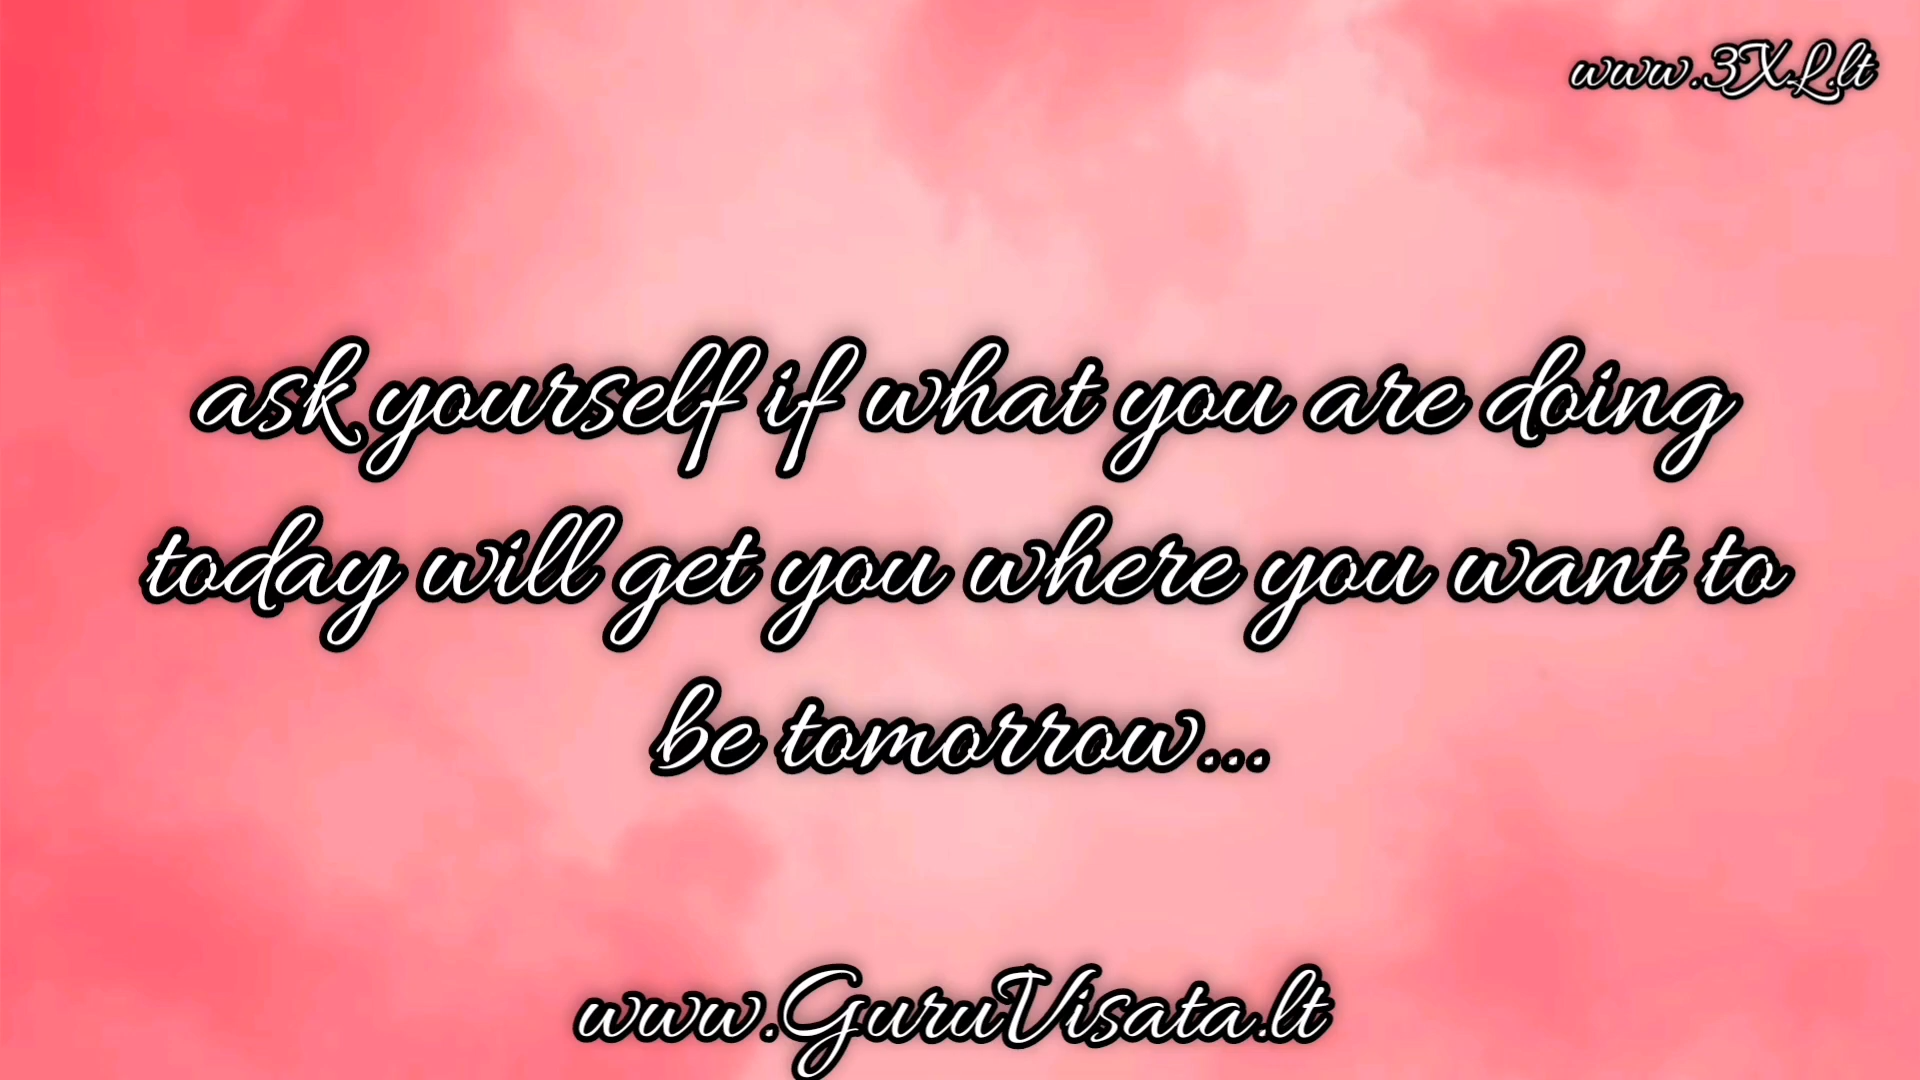 www.3XL.lt
ask yourself if what you are doing
today will get you where you want to
be tomorrow...
www.GuruVisata.lt